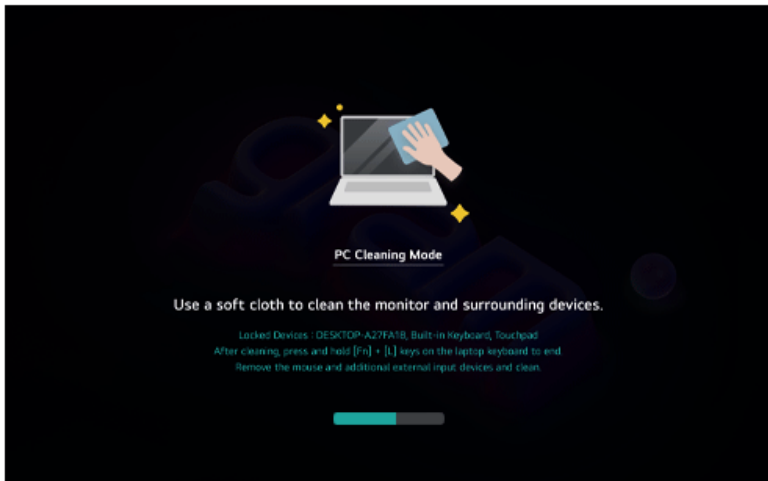 PC Cleaning Mode
Use a soft cloth to clean the monitor and surrounding devices.
Locked Devices : DESKTOP-A27FA1B, Built-in Keyboard, Touchpad
After cleaning, press and hold [Fn] + [L] keys on the laptop keyboard to end.
Remove the mouse and additional external input devices and clean.